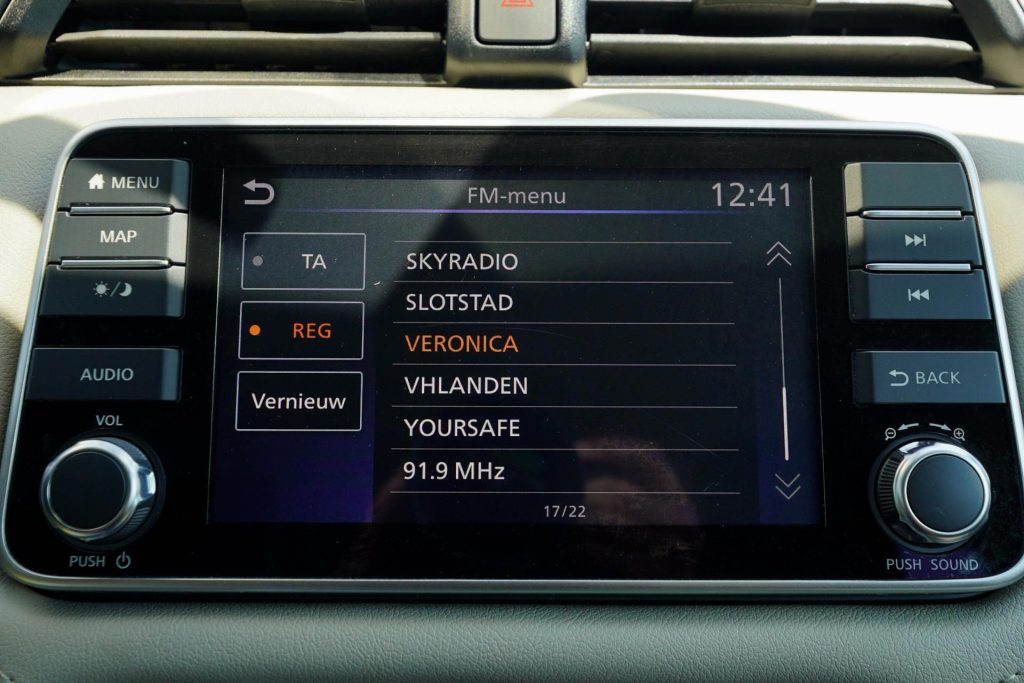 MENU
MAP
AUDIO
VOL
PUSH
FM-menu
12:41
TA
REG
Vernieuw
SKYRADIO
SLOTSTAD
VERONICA
VHLANDEN
YOURSAFE
91.9 MHz
17/22
BACK
PUSH SOUND